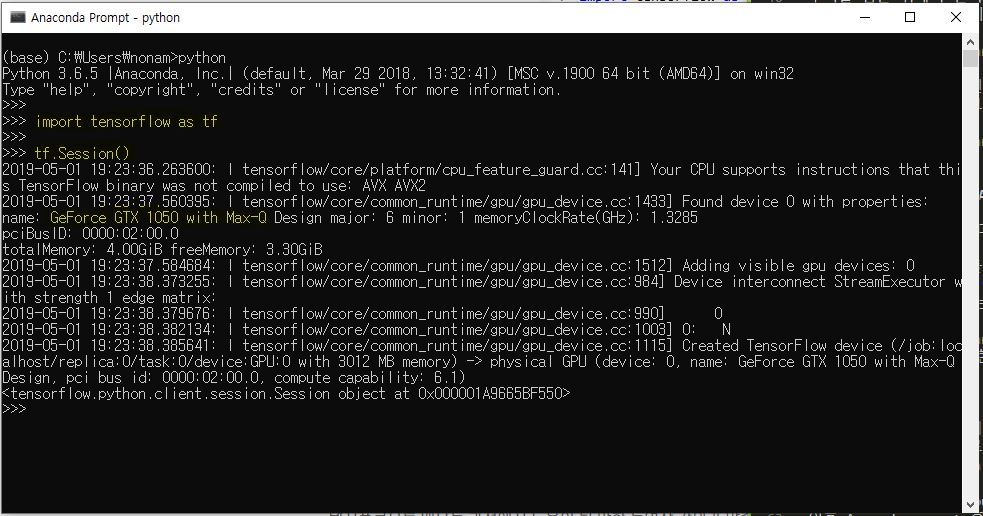 Anaconda Prompt - python
(base) C:₩Users₩nonam>python
Python 3.6.5 |Anaconda, Inc.| (default, Mar 29 2018, 13:32:41) [MSC v.1900 64 bit (AMD64)] on win32
Type "help", "copyright", "credits" or "license" for more information.
>>>
>>> import tensorflow as tf
>>>
>>> tf.Session()
2019-05-01 19:23:36.263600: I tensorflow/core/platform/cpu_feature_guard.cc:141] Your CPU supports instructions that thi
s TensorFlow binary was not compiled to use: AVX AVX2
2019-05-01 19:23:37.560395: I tensorflow/core/common_runtime/gpu/gpu_device.cc:1433] Found device 0 with properties:
name: GeForce GTX 1050 with Max-Q Design major: 6 minor: 1 memoryClockRate(GHz): 1.3285
pciBusID: 0000:02:00.0
totalMemory: 4.00GiB freeMemory: 3.30GiB
2019-05-01 19:23:37.584684: I tensorflow/core/common_runtime/gpu/gpu_device.cc:1512] Adding visible gpu devices: 0
2019-05-01 19:23:38.373255: I tensorflow/core/common_runtime/gpu/gpu_device.cc:984] Device interconnect StreamExecutor w
ith strength 1 edge matrix:
2019-05-01 19:23:38.379676: I tensorflow/core/common_runtime/gpu/gpu_device.cc:990]      0
2019-05-01 19:23:38.382134: I tensorflow/core/common_runtime/gpu/gpu_device.cc:1003] 0:   N
2019-05-01 19:23:38.385641: I tensorflow/core/common_runtime/gpu/gpu_device.cc:1115] Created TensorFlow device (/job:loc
alhost/replica:0/task:0/device:GPU:0 with 3012 MB memory) -> physical GPU (device: 0, name: GeForce GTX 1050 with Max-Q
Design, pci bus id: 0000:02:00.0, compute capability: 6.1)
<tensorflow.python.client.session.Session object at 0x000001A9665BF550>
>>>